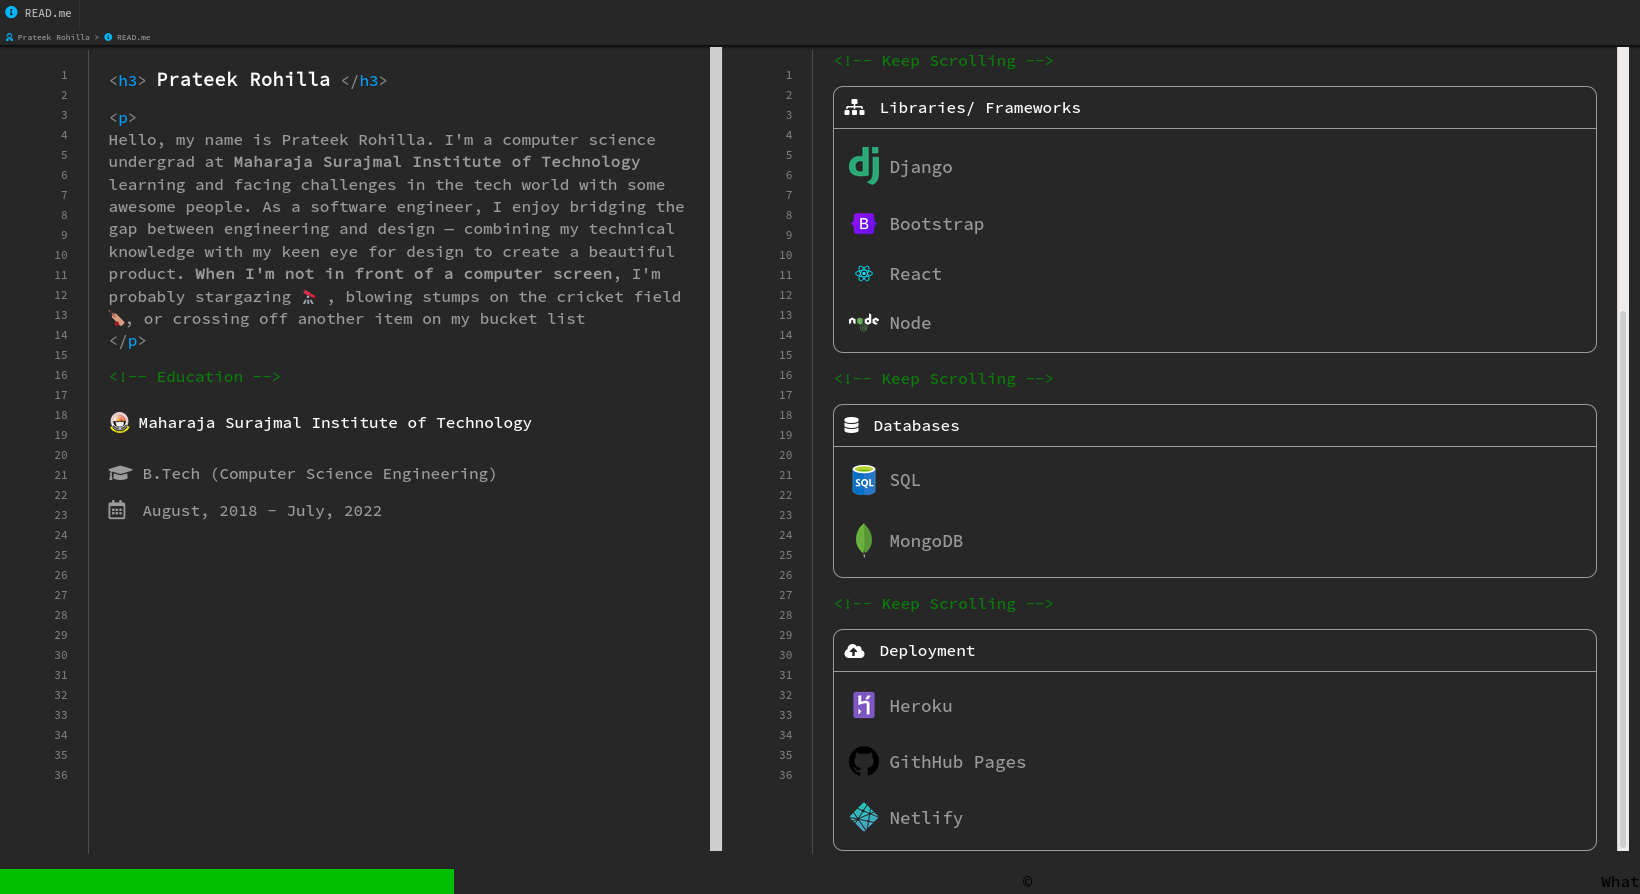 READ.me
Prateek Rohilla > READ.me
<h3> Prateek Rohilla </h3>
<p>
Hello, my name is Prateek Rohilla. I'm a computer science
undergrad at Maharaja Surajmal Institute of Technology
learning and facing challenges in the tech world with some
awesome people. As a software engineer, I enjoy bridging the
gap between engineering and design — combining my technical
knowledge with my keen eye for design to create a beautiful
product. When I'm not in front of a computer screen, I'm
probably stargazing , blowing stumps on the cricket field
, or crossing off another item on my bucket list
</p>
<!-- Education -->
Maharaja Surajmal Institute of Technology
B.Tech (Computer Science Engineering)
August, 2018 - July, 2022
1
2
3
4
5
6
7
8
9
10
11
12
13
14
15
16
17
18
19
20
21
22
23
24
25
26
27
28
29
30
31
32
33
34
35
36
<!-- Keep Scrolling -->
Libraries/ Frameworks
dj Django
B Bootstrap
React
node Node
<!-- Keep Scrolling -->
Databases
SQL SQL
MongoDB
<!-- Keep Scrolling -->
Deployment
Heroku
GithHub Pages
Netlify
1
2
3
4
5
6
7
8
9
10
11
12
13
14
15
16
17
18
19
20
21
22
23
24
25
26
27
28
29
30
31
32
33
34
35
36
©
What